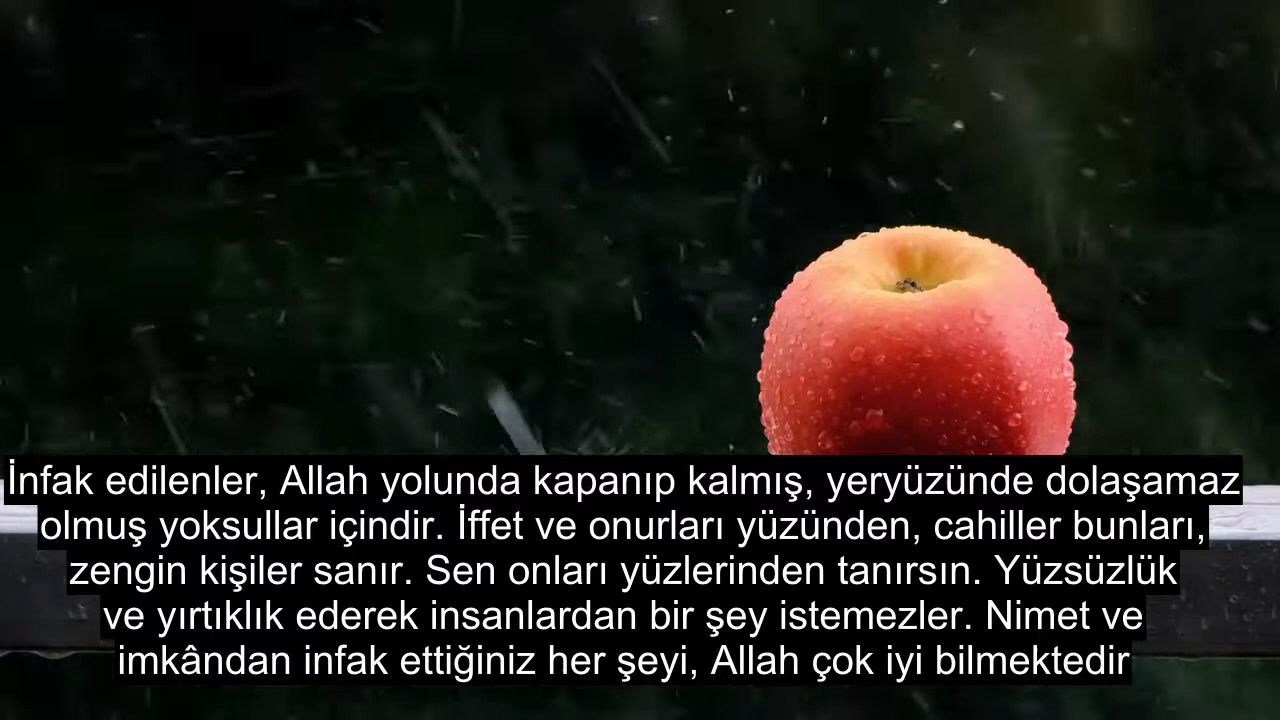 İnfak edilenler, Allah yolunda kapanıp kalmış, yeryüzünde dolaşamaz
olmuş yoksullar içindir. İffet ve onurları yüzünden, cahiller bunları,
zengin kişiler sanır. Sen onları yüzlerinden tanırsın. Yüzsüzlük
ve yırtıklık ederek insanlardan bir şey istemezler. Nimet ve
imkândan infak ettiğiniz her şeyi, Allah çok iyi bilmektedir